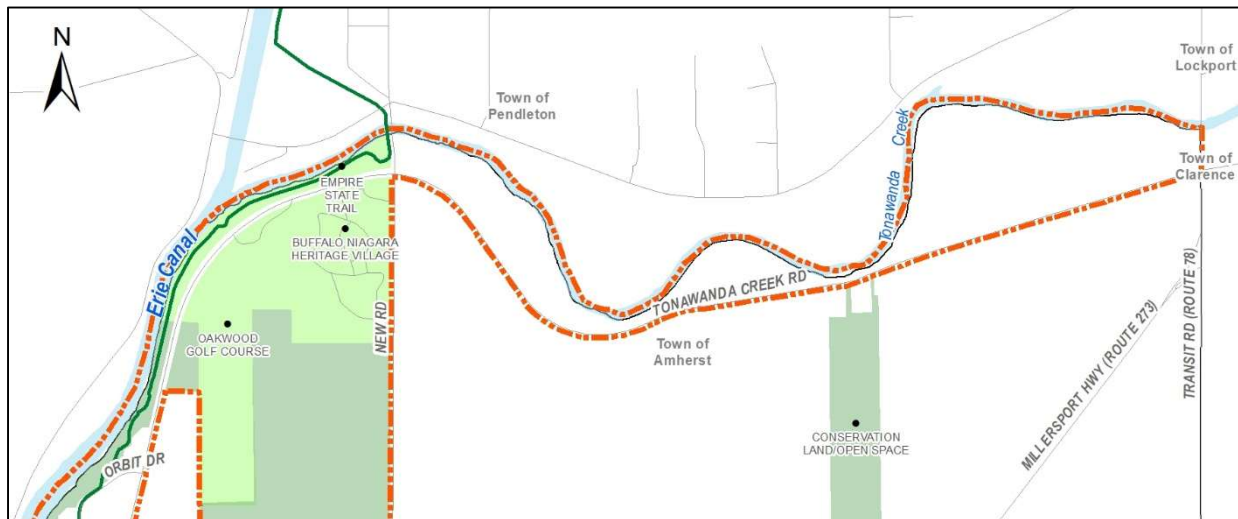 N
Town of
Lockport
Town of
Pendleton
Creek
Tonawanda
Town of
Clarence
EMPIRE
STATE
TRAIL
BUFFALO NIAGARA
HERITAGE VILLAGE
Erie Canal
TONAWANDA CREEK RD
NEW RD
OAKWOOD
GOLF COURSE
Town of
Amherst
MILLERSPORT HWY (ROUTE 273)
TRANSIT RD (ROUTE 78)
CONSERVATION
LAND/OPEN SPACE
ORBIT DR